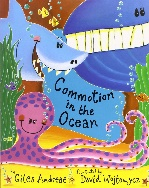 Commotion
in the
Ocean
Giles Andreae
David Wojtowycz